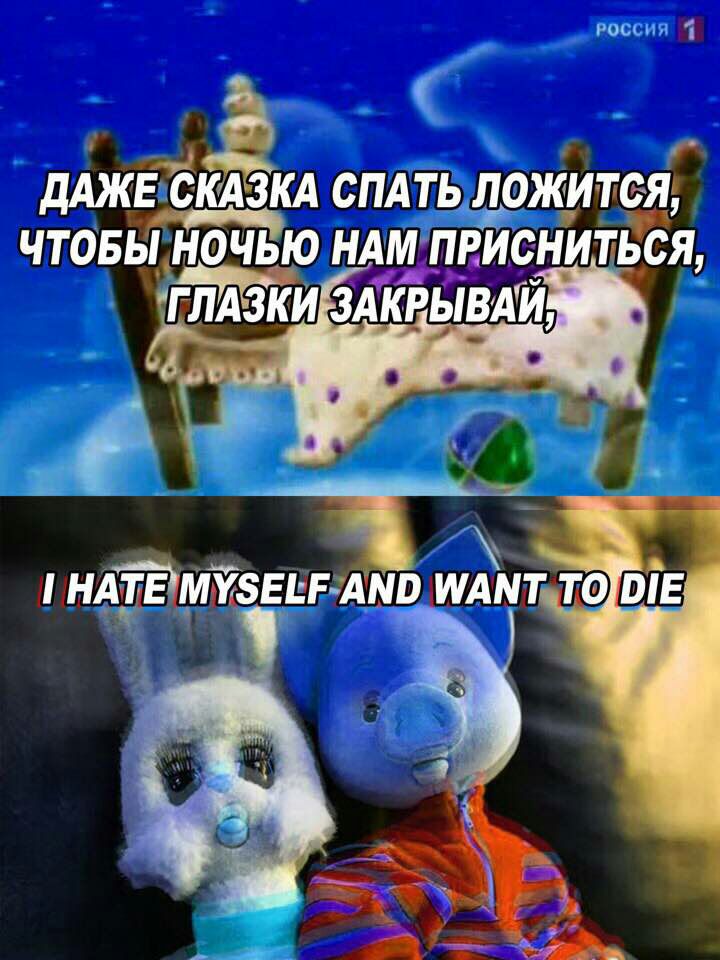 РОССИЯ 1
ДАЖЕ СКАЗКА СПАТЬ ЛОЖИТСЯ,
ЧТОБЫ НОЧЬЮ НАМ ПРИСНИТЬСЯ,
ГЛАЗКИ ЗАКРЫВАЙ,
I HATE MYSELF AND WANT TO DIE